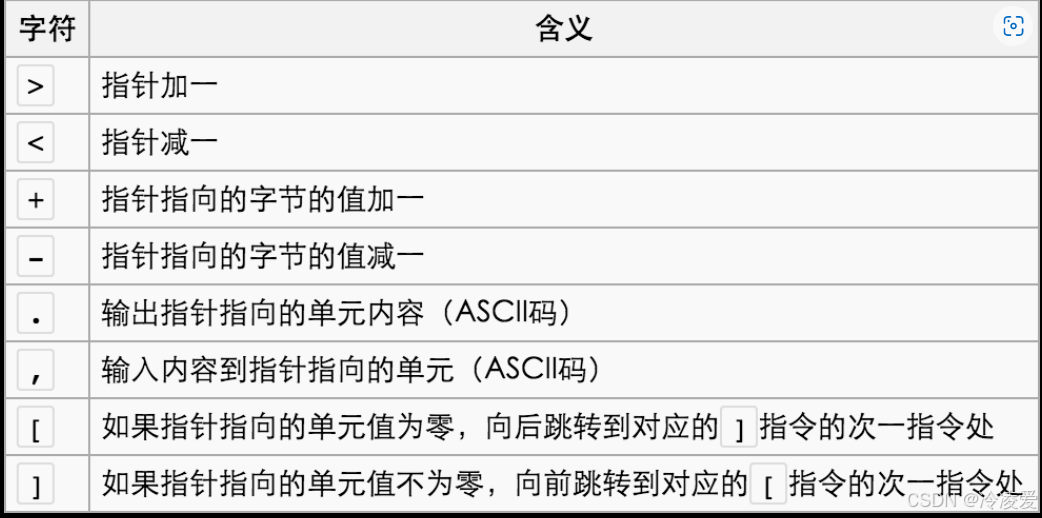 字符 含义
> 指针加一
< 指针减一
+ 指针指向的字节的值加一
- 指针指向的字节的值减一
. 输出指针指向的单元内容（ASCII码）
, 输入内容到指针指向的单元（ASCII码）
[ 如果指针指向的单元值为零，向后跳转到对应的 ] 指令的次一指令处
] 如果指针指向的单元值不为零，向前跳转到对应的 [ 指令的次一指令处
CSDN @冷凌爱